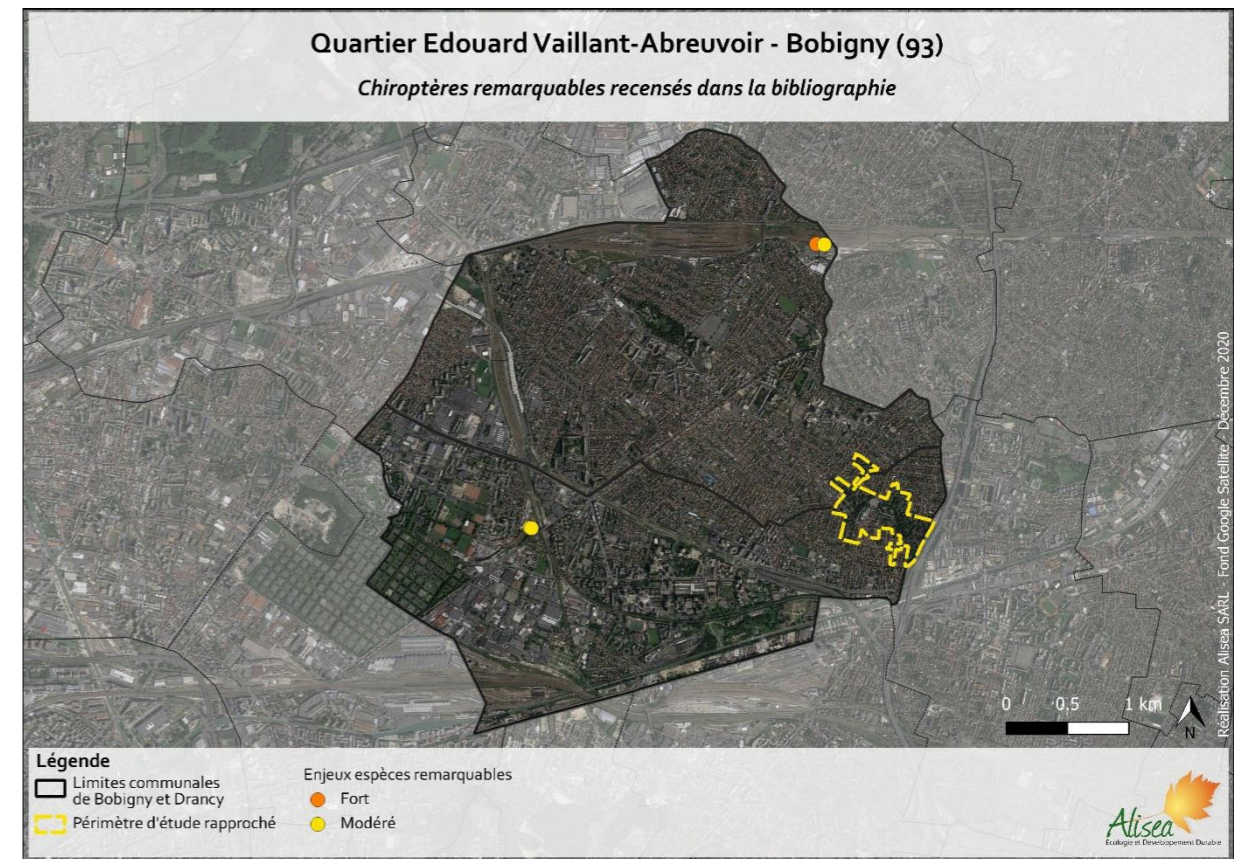 Quartier Edouard Vaillant-Abreuvoir - Bobigny (93)
Chiroptères remarquables recensés dans la bibliographie
Réalisation Alisea SARL - Fond Google Satellite - Decembre 2020
0 0,5 1 km
N
Légende
Limites communales
de Bobigny et Drancy
Périmètre d'étude rapproché
Enjeux espèces remarquables
Fort
Modéré
Alisea
Ecologie et Développement Durable